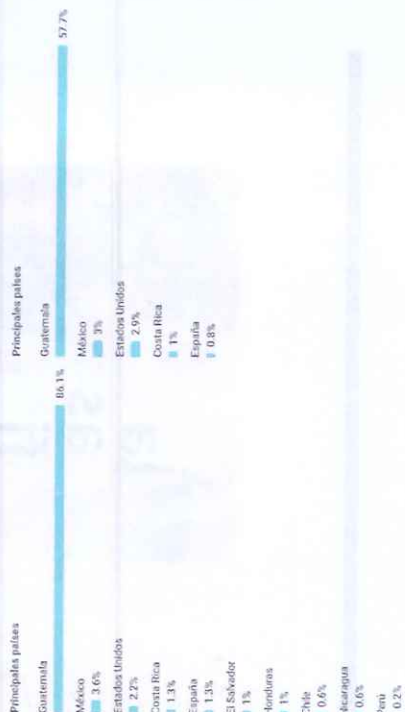 Principales países
Guatemala
86.1%
México
3.6%
Estados Unidos
2.2%
Costa Rica
1.3%
España
1.3%
El Salvador
1%
Honduras
1%
Chile
0.6%
Nicaragua
0.6%
Perú
0.2%
Principales países
Guatemala
57.7%
México
3%
Estados Unidos
2.9%
Costa Rica
1%
España
0.8%